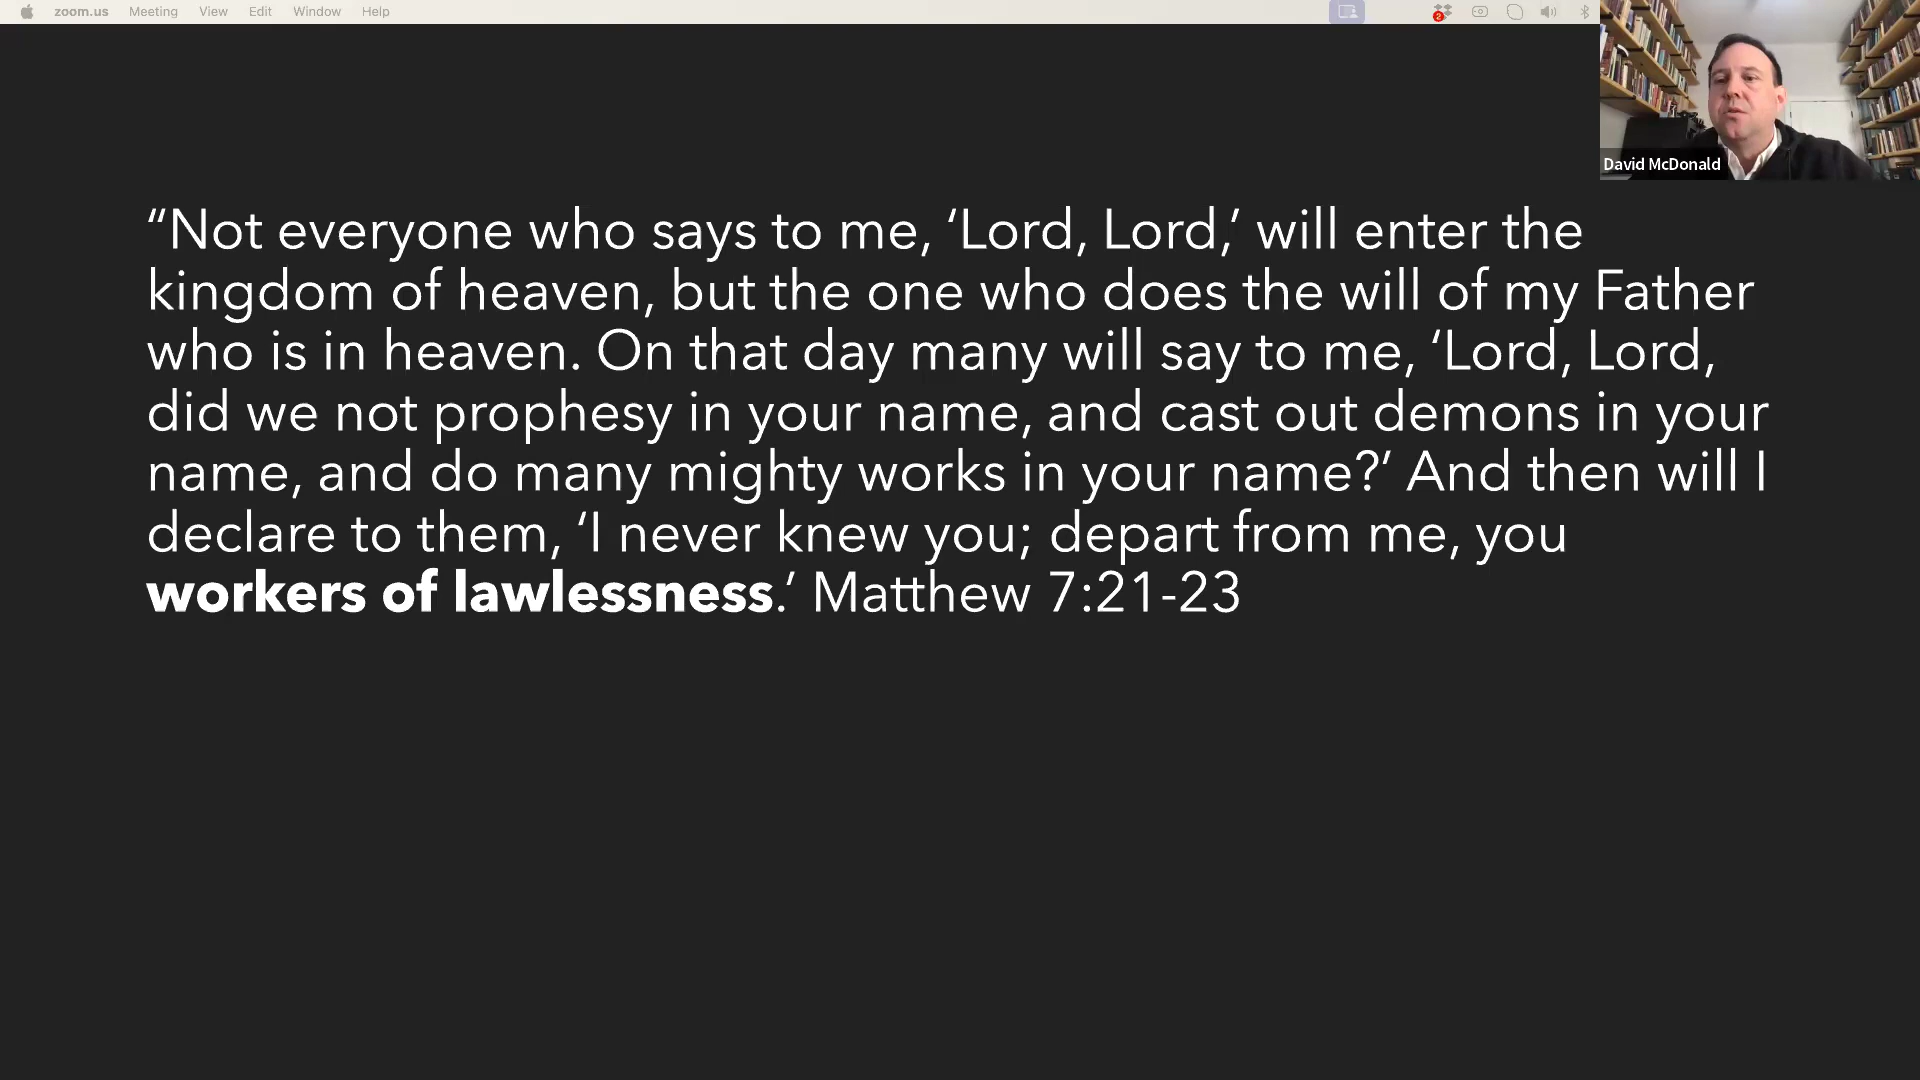 zoom.us Meeting View Edit Window Help
2
David McDonald
“Not everyone who says to me, ‘Lord, Lord,’ will enter the
kingdom of heaven, but the one who does the will of my Father
who is in heaven. On that day many will say to me, ‘Lord, Lord,
did we not prophesy in your name, and cast out demons in your
name, and do many mighty works in your name?’ And then will I
declare to them, ‘I never knew you; depart from me, you
workers of lawlessness.’ Matthew 7:21-23